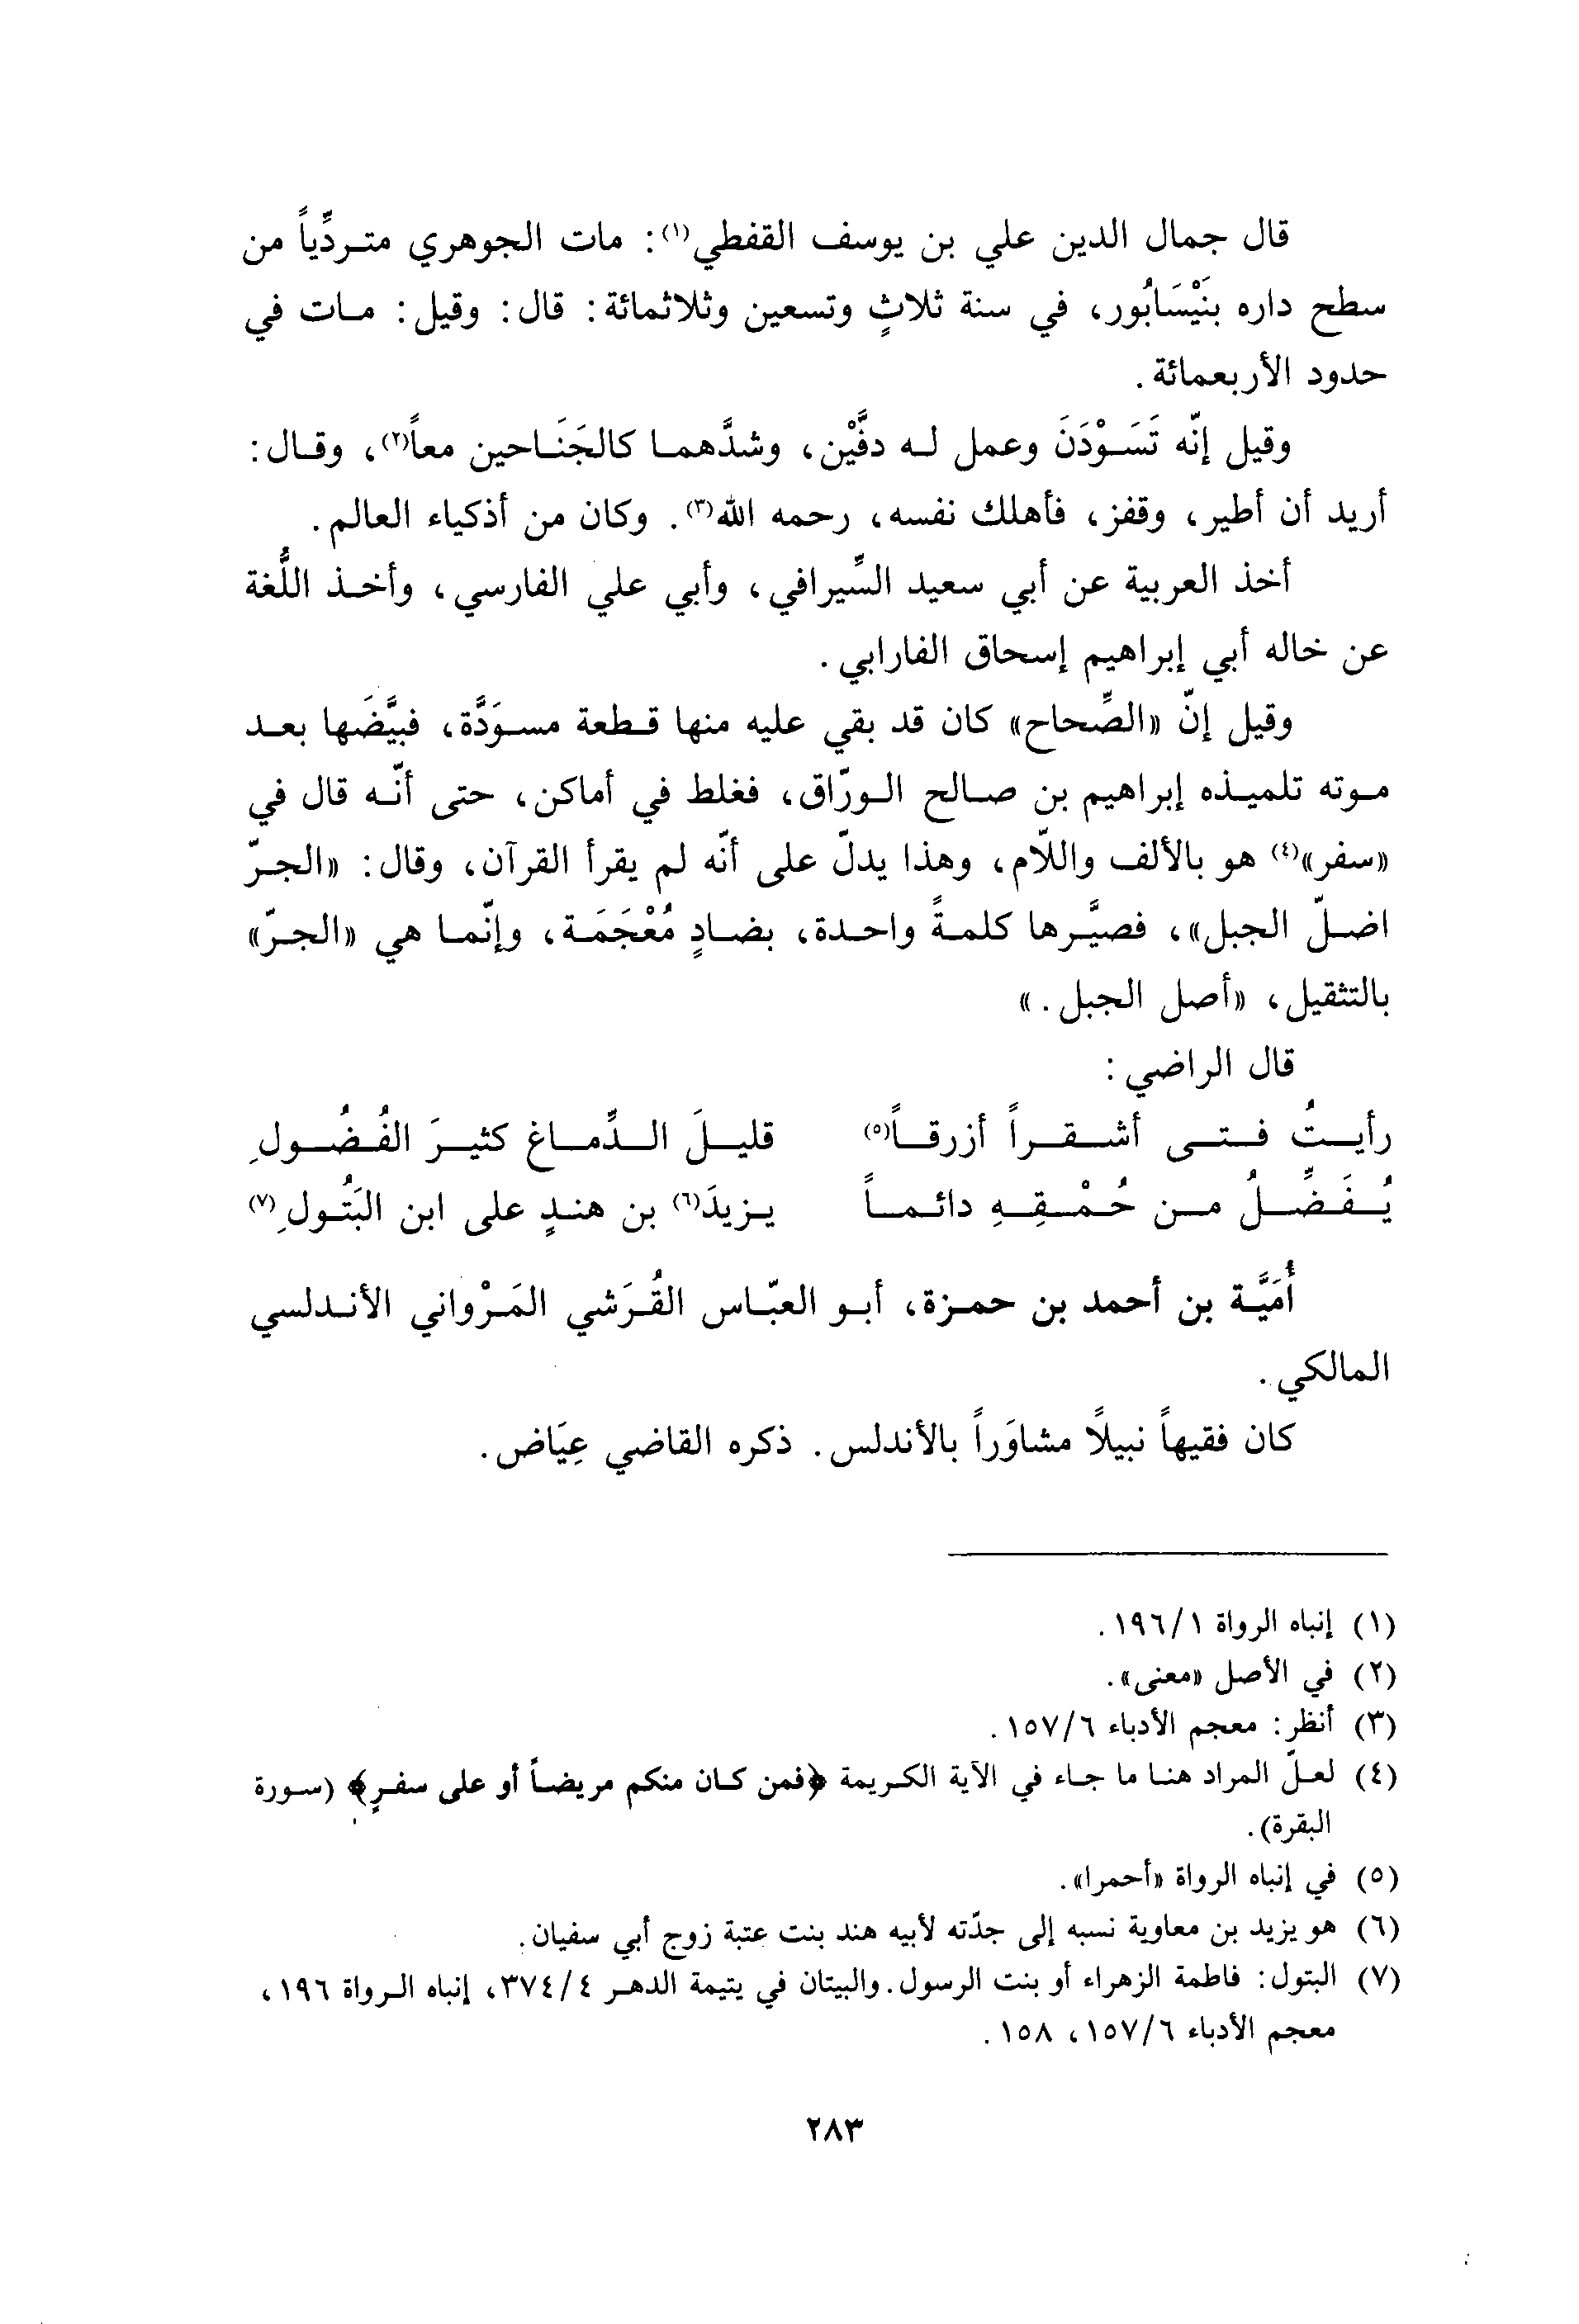 قال جمال الدين علي بن يوسف القفطي(١): مات الجوهري متردِّياً من
سطح داره بنَيْسَابُور، في سنة ثلاثٍ وتسعين وثلاثمائة: قال: وقيل: مات في
حدود الأربعمائة.
وقيل إنّه تَسَوْدَنَ وعمل له دفَّيْن، وشدَّهما كالجَنَاحين معاً(٢)، وقال:
أريد أن أطير، وقفز، فأهلك نفسه، رحمه الله(٣). وكان من أذكياء العالم.
أخذ العربية عن أبي سعيد السِّيرافي، وأبي علي الفارسي، وأخذ اللُّغة
عن خاله أبي إبراهيم إسحاق الفارابي.
وقيل إنّ «الصِّحاح» كان قد بقي عليه منها قطعة مسوَدَّة، فبيَّضَها بعد
موته تلميذه إبراهيم بن صالح الورّاق، فغلط في أماكن، حتى أنّه قال في
«سفر»(٤) هو بالألف واللّام، وهذا يدلّ على أنّه لم يقرأ القرآن، وقال: «الجرّ
اضلّ الجبل»، فصيَّرها كلمةً واحدة، بضادٍ مُعْجَمَة، وإنّما هي «الجرّ»
بالتثقيل، «أصل الجبل.»
قال الراضي:
رأيتُ فتى أشقراً أزرقاً(٥) قليلَ الدِّماغ كثيرَ الفُضُولِ
يُفَضِّلُ من حُمْقِهِ دائماً يزيدَ(٦) بن هندٍ على ابن البَتُولِ(٧)
أُمَيَّة بن أحمد بن حمزة، أبو العبّاس القُرَشي المَرْواني الأندلسي
المالكي.
كان فقيهاً نبيلًا مشاوَراً بالأندلس. ذكره القاضي عِيَاض.
(١) إنباه الرواة ١/١٩٦.
(٢) في الأصل «معنى».
(٣) أنظر: معجم الأدباء ٦/١٥٧.
(٤) لعلّ المراد هنا ما جاء في الآية الكريمة ﴿فمن كان منكم مريضاً أو على سفرٍ﴾ (سورة
البقرة).
(٥) في إنباه الرواة «أحمرا».
(٦) هو يزيد بن معاوية نسبه إلى جدّته لأبيه هند بنت عتبة زوج أبي سفيان.
(٧) البتول: فاطمة الزهراء أو بنت الرسول. والبيتان في يتيمة الدهر ٤/٣٧٤، إنباه الرواة ١٩٦،
معجم الأدباء ٦/١٥٧، ١٥٨.
٢٨٣